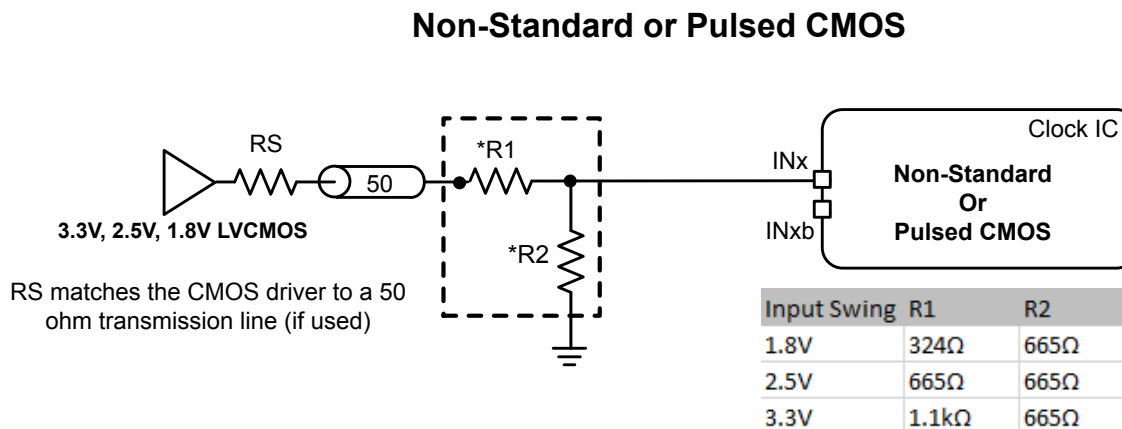 Non-Standard or Pulsed CMOS
RS
*R1
50
*R2
3.3V, 2.5V, 1.8V LVCMOS
RS matches the CMOS driver to a 50
ohm transmission line (if used)
INx
INxb
Clock IC
Non-Standard
Or
Pulsed CMOS
Input Swing R1 R2
1.8V 324Ω 665Ω
2.5V 665Ω 665Ω
3.3V 1.1kΩ 665Ω